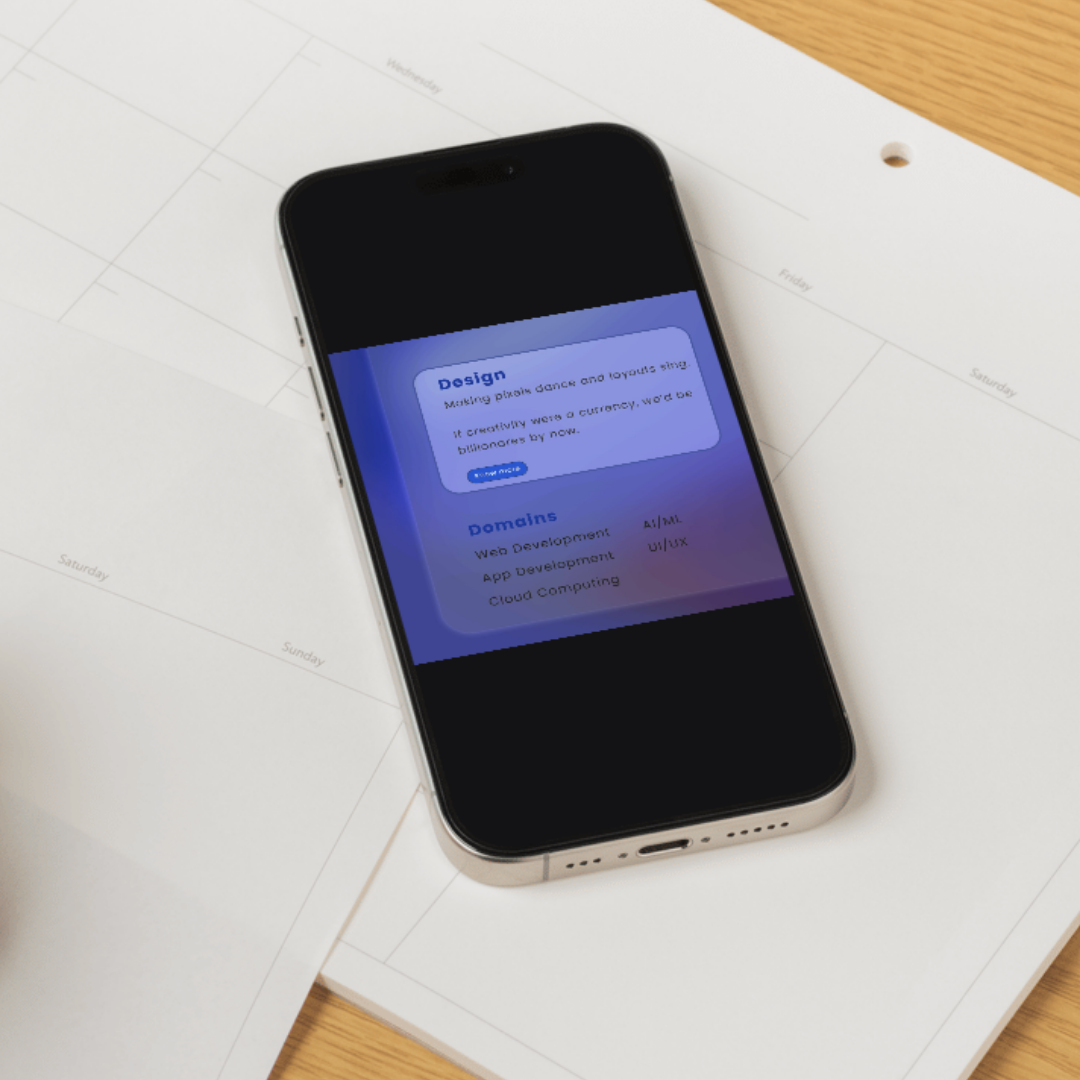 Wednesday
Friday
Saturday
Design
Making pixels dance and layouts sing.
If creativity were a currency, we'd be
billionares by now.
Know more
Domains
Web Development
AI/ML
App Development
UI/UX
Cloud Computing
Saturday
Sunday